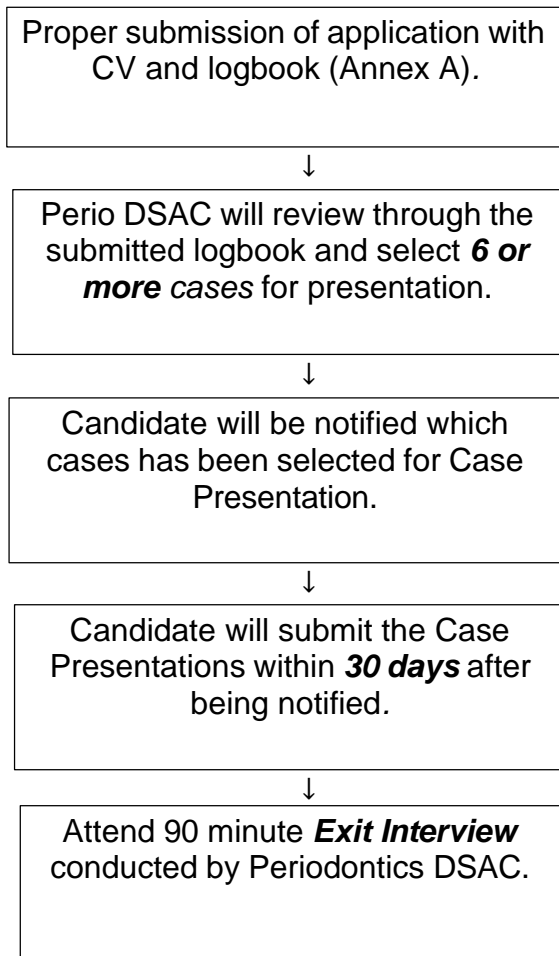 Proper submission of application with
CV and logbook (Annex A).
↓
Perio DSAC will review through the
submitted logbook and select 6 or
more cases for presentation.
↓
Candidate will be notified which
cases has been selected for Case
Presentation.
↓
Candidate will submit the Case
Presentations within 30 days after
being notified.
↓
Attend 90 minute Exit Interview
conducted by Periodontics DSAC.